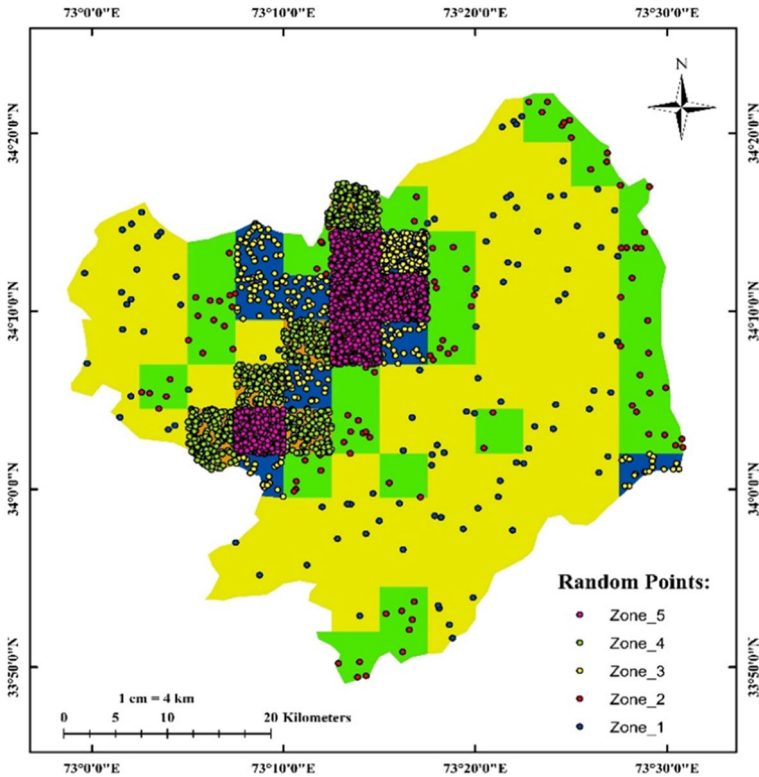 73°0'0"E 73°10'0"E 73°20'0"E 73°30'0"E
N
34°20'0"N 34°20'0"N
34°10'0"N 34°10'0"N
34°0'0"N 34°0'0"N
33°50'0"N 33°50'0"N
Random Points:
Zone_5
Zone_4
Zone_3
Zone_2
Zone_1
1 cm = 4 km
0 5 10 20 Kilometers
73°0'0"E 73°10'0"E 73°20'0"E 73°30'0"E